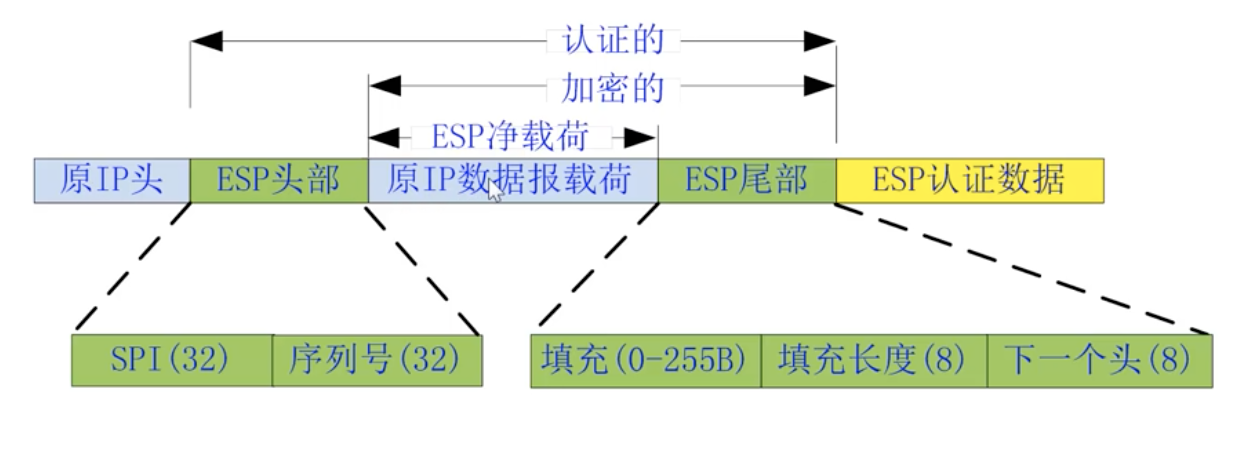 认证的
加密的
ESP净载荷
原IP头 ESP头部 原IP数据报载荷 ESP尾部 ESP认证数据
SPI(32) 序列号(32) 填充(0-255B) 填充长度(8) 下一个头(8)